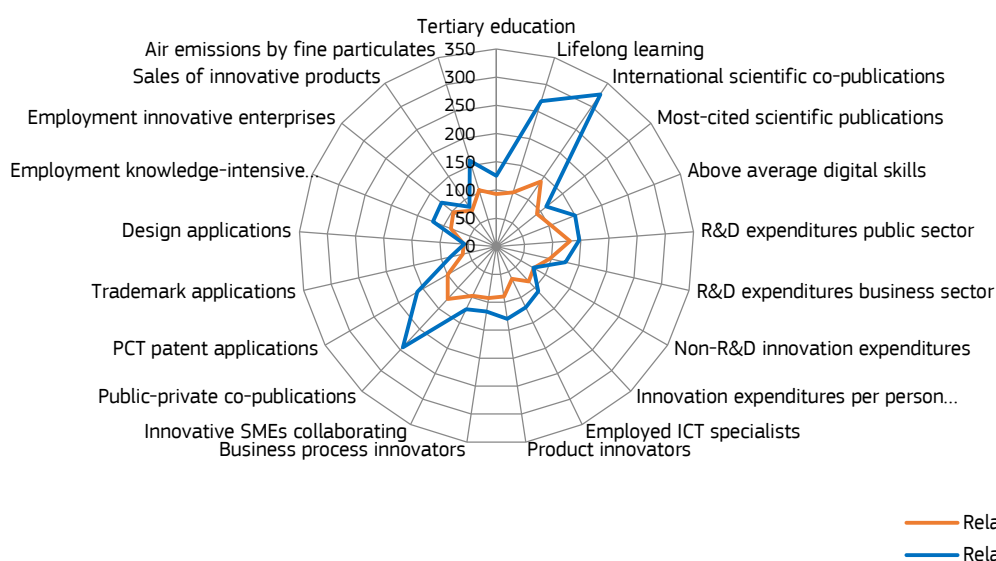 Tertiary education
Lifelong learning
International scientific co-publications
Most-cited scientific publications
Above average digital skills
R&D expenditures public sector
R&D expenditures business sector
Non-R&D innovation expenditures
Innovation expenditures per person...
Employed ICT specialists
Product innovators
Business process innovators
Innovative SMEs collaborating
Public-private co-publications
PCT patent applications
Trademark applications
Design applications
Employment knowledge-intensive...
Employment innovative enterprises
Sales of innovative products
Air emissions by fine particulates
350
300
250
200
150
100
50
0
Rela
Rela